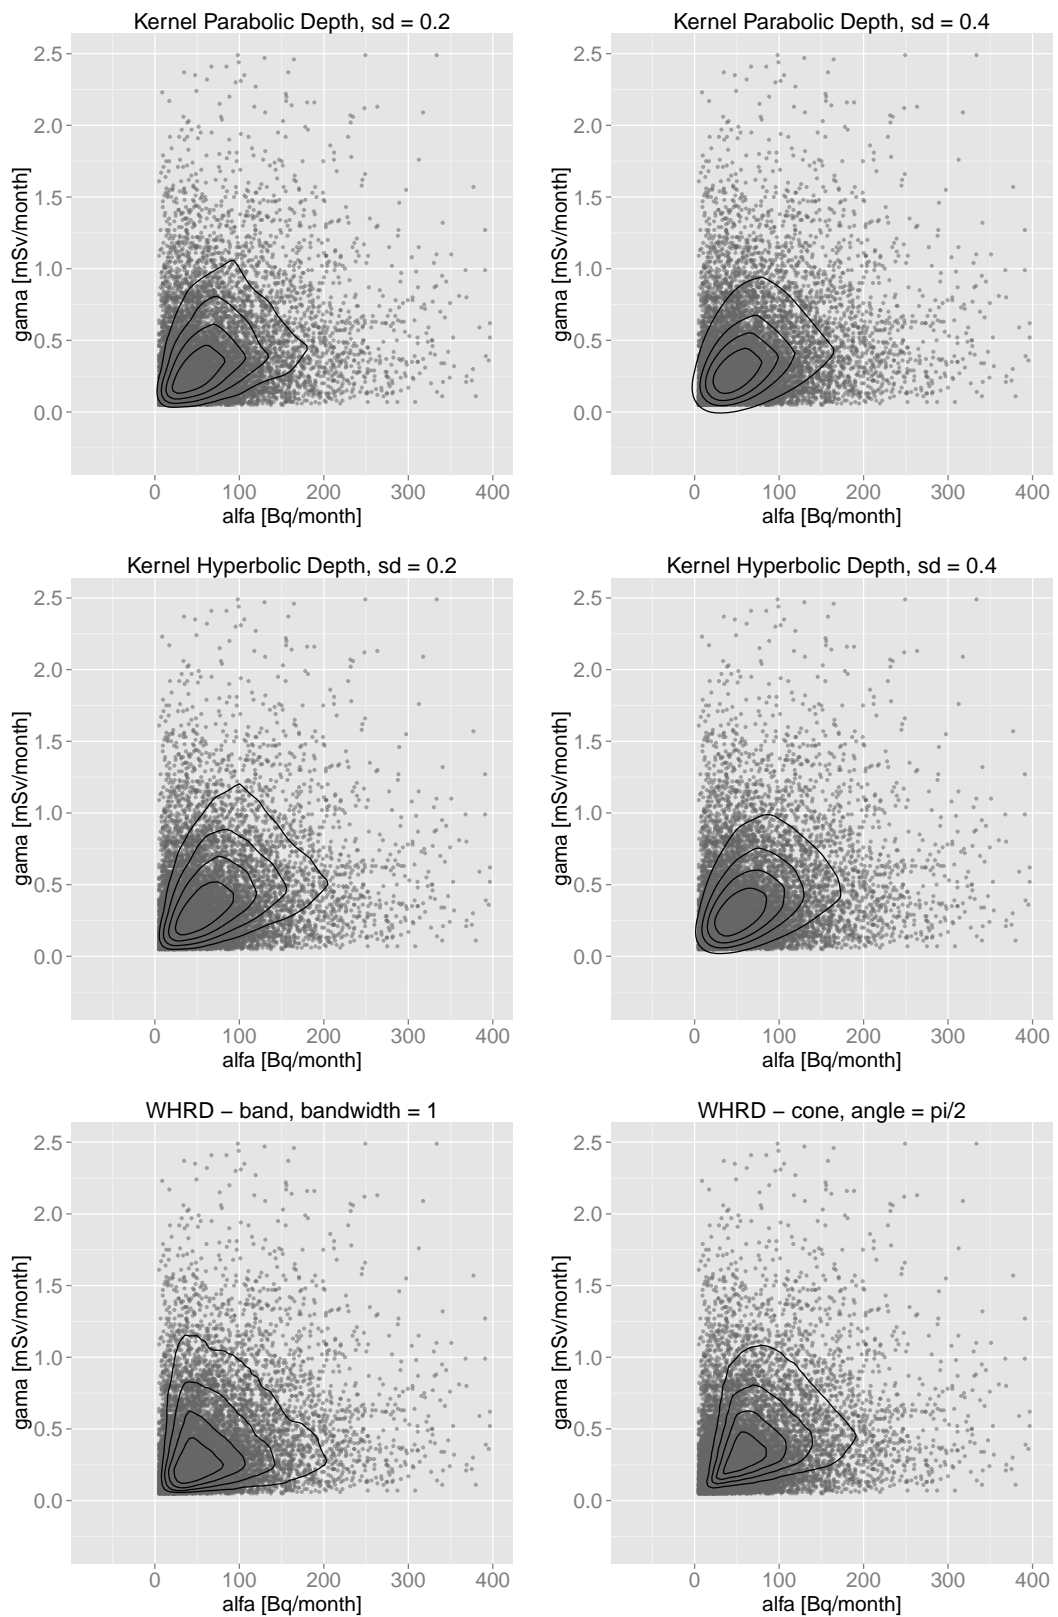 Kernel Parabolic Depth, sd = 0.2
2.5
2.0
1.5
1.0
0.5
0.0
gama [mSv/month]
0 100 200 300 400
alfa [Bq/month]
Kernel Parabolic Depth, sd = 0.4
2.5
2.0
1.5
1.0
0.5
0.0
gama [mSv/month]
0 100 200 300 400
alfa [Bq/month]
Kernel Hyperbolic Depth, sd = 0.2
2.5
2.0
1.5
1.0
0.5
0.0
gama [mSv/month]
0 100 200 300 400
alfa [Bq/month]
Kernel Hyperbolic Depth, sd = 0.4
2.5
2.0
1.5
1.0
0.5
0.0
gama [mSv/month]
0 100 200 300 400
alfa [Bq/month]
WHRD − band, bandwidth = 1
2.5
2.0
1.5
1.0
0.5
0.0
gama [mSv/month]
0 100 200 300 400
alfa [Bq/month]
WHRD − cone, angle = pi/2
2.5
2.0
1.5
1.0
0.5
0.0
gama [mSv/month]
0 100 200 300 400
alfa [Bq/month]